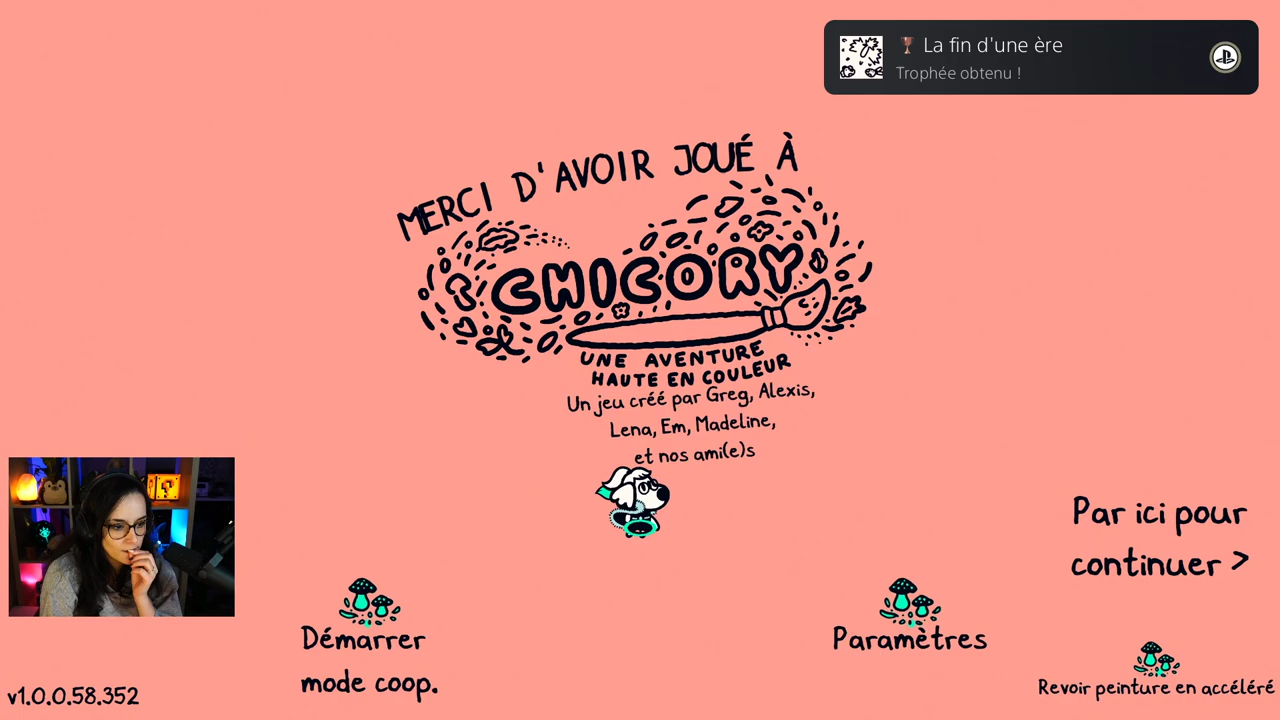 La fin d'une ère
Trophée obtenu !
MERCI D'AVOIR JOUÉ À
CHICORY
UNE AVENTURE
HAUTE EN COULEUR
Un jeu créé par Greg, Alexis,
Lena, Em, Madeline,
et nos ami(e)s
Par ici pour
continuer >
Démarrer
mode coop.
Paramètres
Revoir peinture en accéléré
v1.0.0.58.352